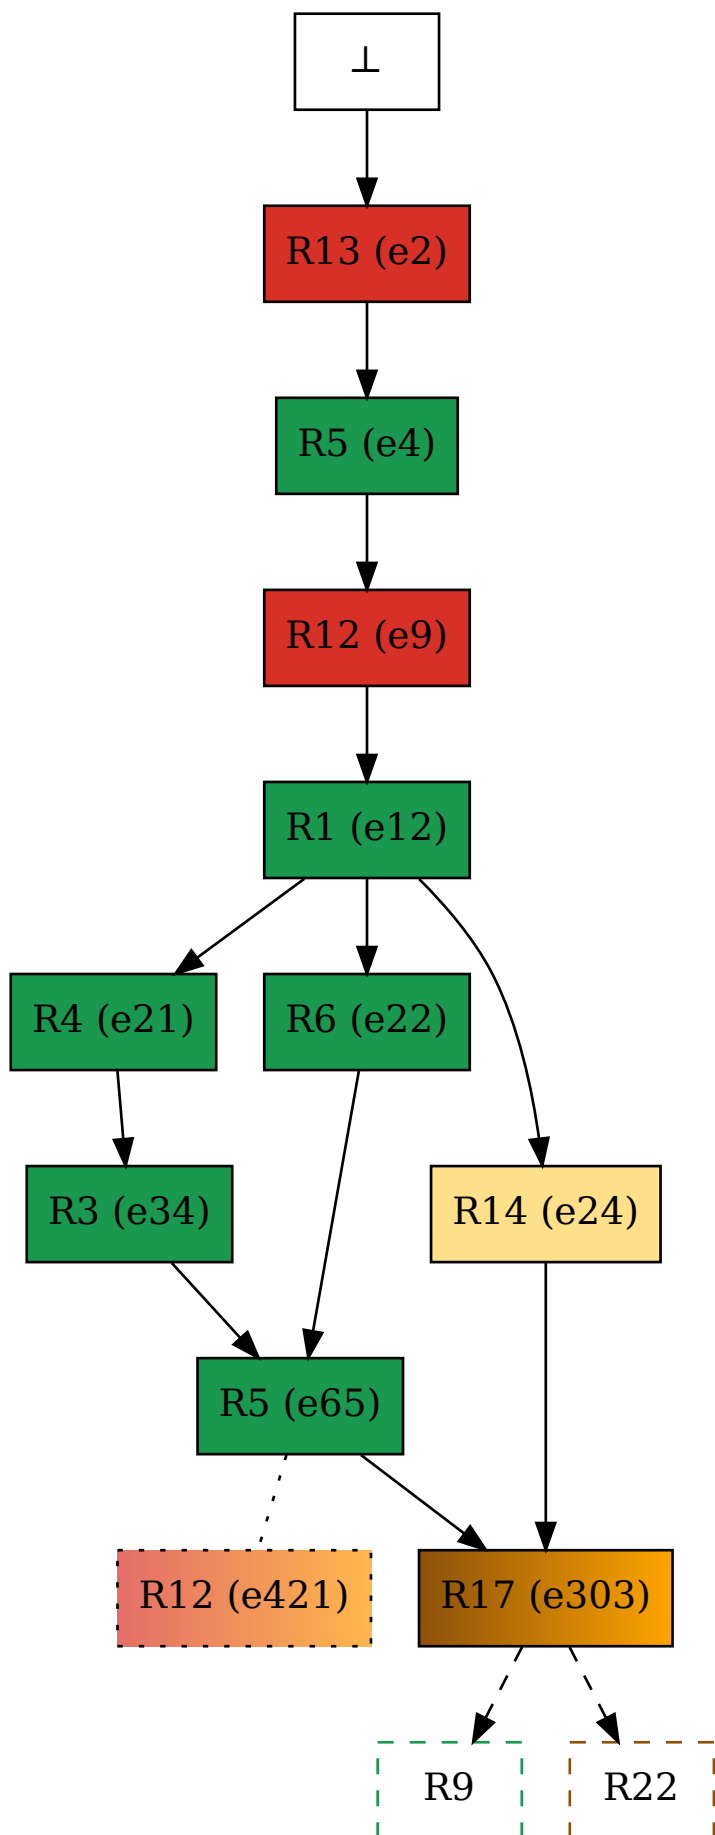 ⊥
R13 (e2)
R5 (e4)
R12 (e9)
R1 (e12)
R4 (e21)
R6 (e22)
R3 (e34)
R14 (e24)
R5 (e65)
R12 (e421)
R17 (e303)
R9
R22